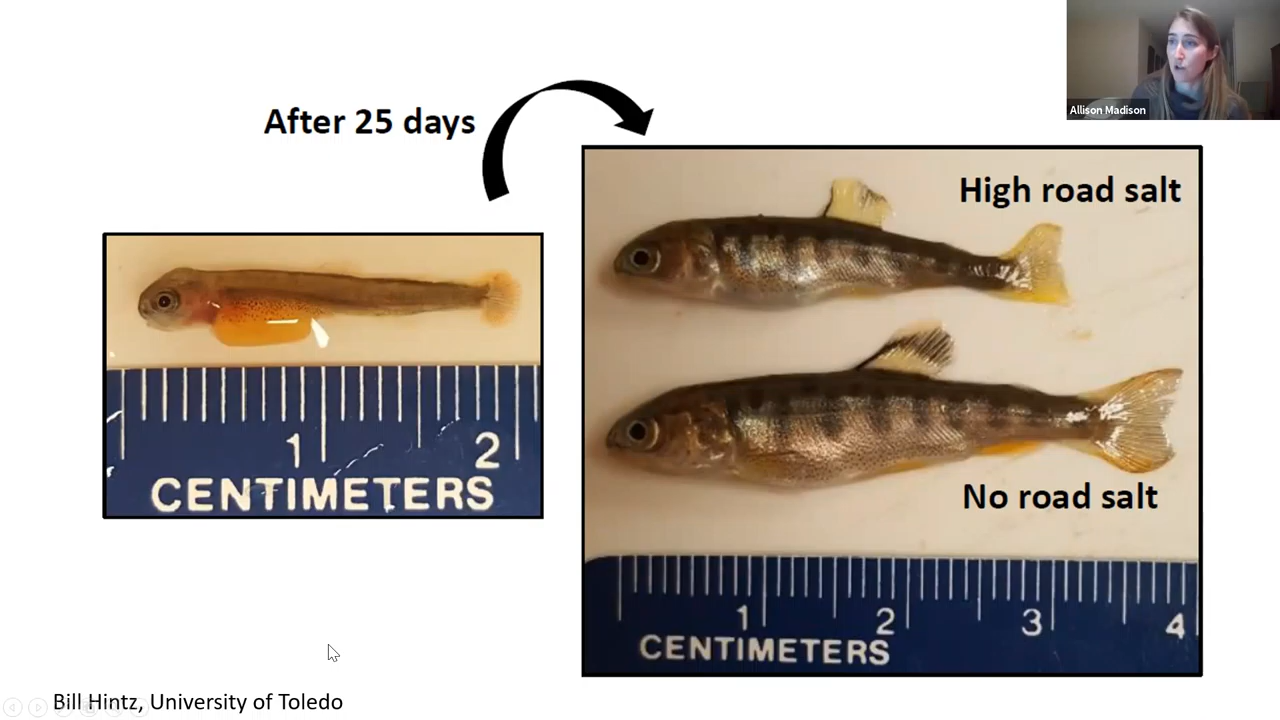 Allison Madison
After 25 days
High road salt
No road salt
1 2
CENTIMETERS
1 2 3 4
CENTIMETERS
Bill Hintz, University of Toledo